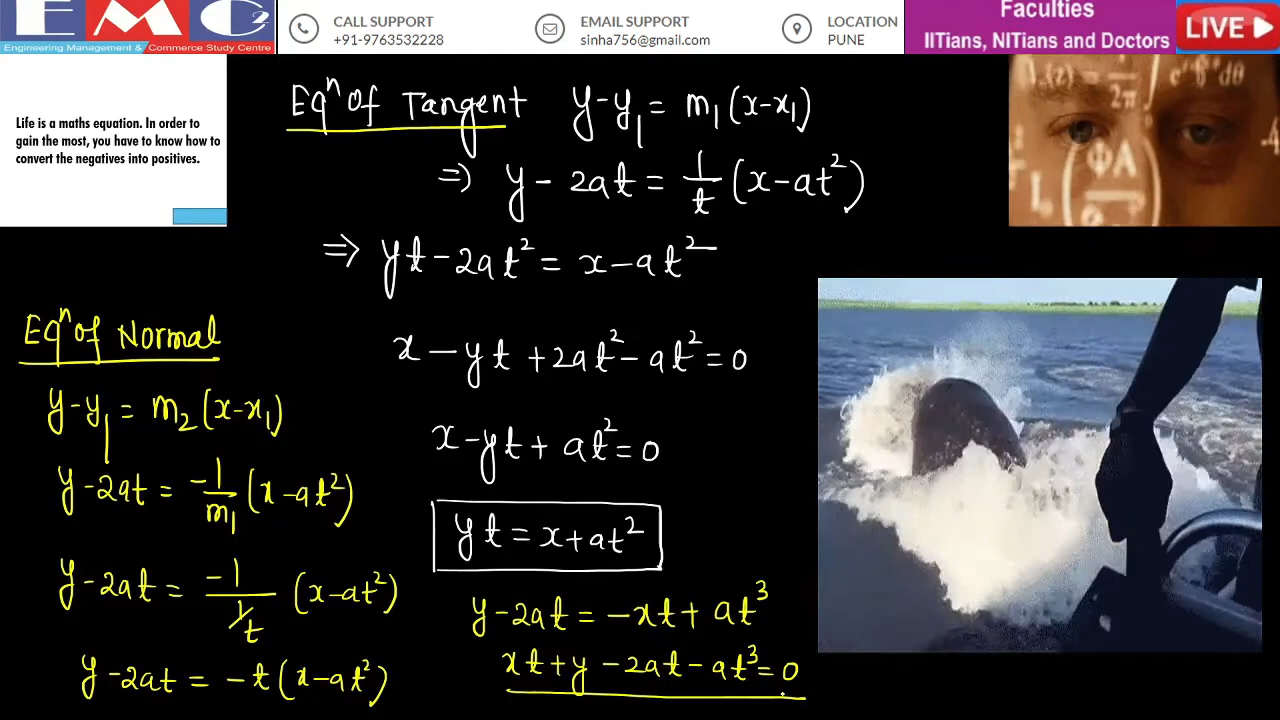 EMC2
Engineering Management & Commerce Study Centre
CALL SUPPORT
+91-9763532228
EMAIL SUPPORT
sinha756@gmail.com
LOCATION
PUNE
Faculties
IITians, NITians and Doctors
LIVE
Life is a maths equation. In order to
gain the most, you have to know how to
convert the negatives into positives.
Eqⁿ Of Tangent y-y₁ = m₁(x-x₁)
⇒ y - 2at = 1/t (x-at²)
⇒ yt - 2at² = x - at²
x - yt + 2at² - at² = 0
x - yt + at² = 0
yt = x + at²
Eqⁿ of Normal
y-y₁ = m₂(x-x₁)
y-2at = -1/m₁ (x-at²)
y-2at = -1/(1/t) (x-at²)
y-2at = -t(x-at²)
y-2at = -xt + at³
xt + y - 2at - at³ = 0